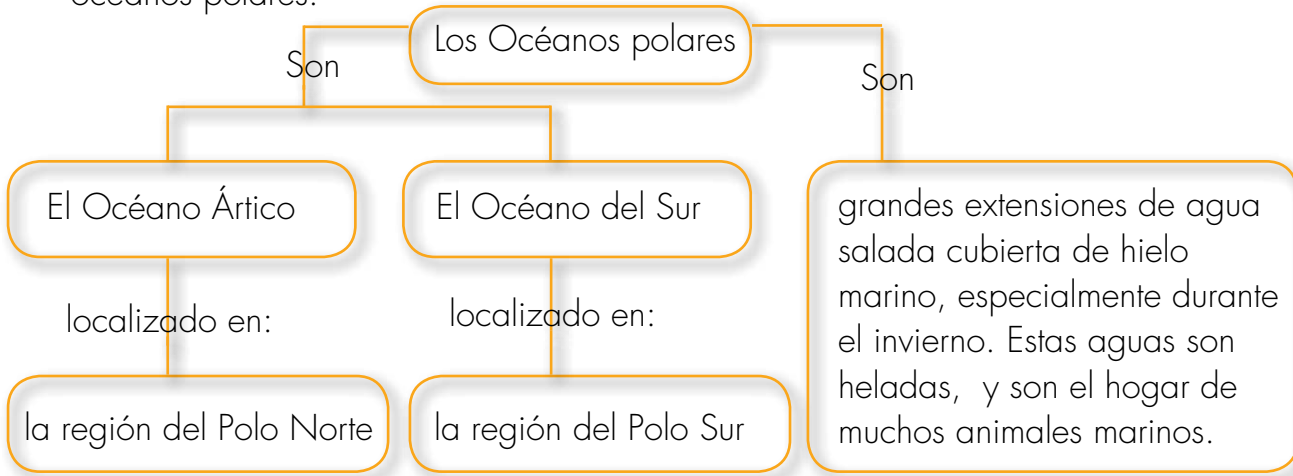 océanos polares.
Los Océanos polares
Son
Son
El Océano Ártico
El Océano del Sur
grandes extensiones de agua
salada cubierta de hielo
marino, especialmente durante
el invierno. Estas aguas son
heladas, y son el hogar de
muchos animales marinos.
localizado en:
localizado en:
la región del Polo Norte
la región del Polo Sur